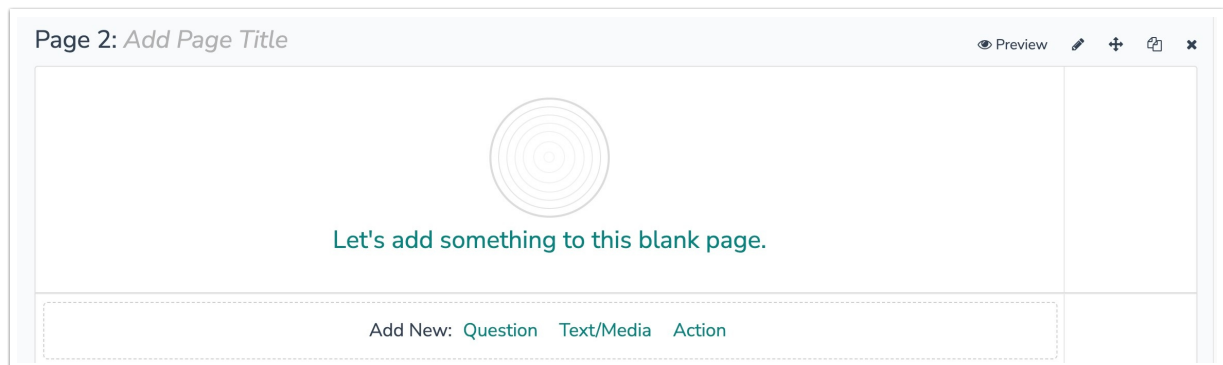 Page 2: Add Page Title
Preview
Let's add something to this blank page.
Add New: Question Text/Media Action